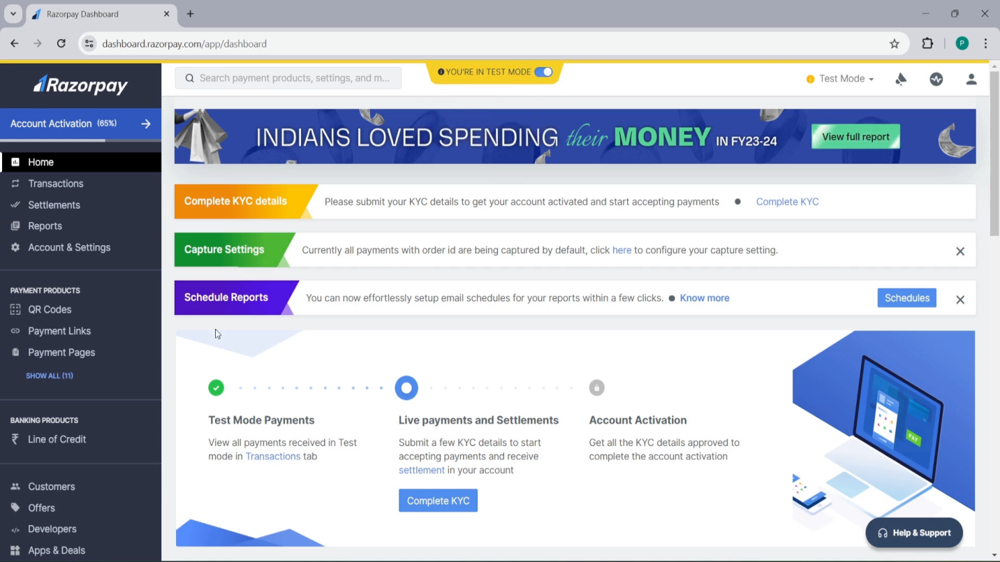 Razorpay Dashboard
dashboard.razorpay.com/app/dashboard
P
Razorpay
Search payment products, settings, and m...
YOU'RE IN TEST MODE
Test Mode
Account Activation (65%)
INDIANS LOVED SPENDING their MONEY IN FY23-24
View full report
Home
Transactions
Settlements
Reports
Account & Settings
PAYMENT PRODUCTS
QR Codes
Payment Links
Payment Pages
SHOW ALL (11)
BANKING PRODUCTS
₹ Line of Credit
Customers
Offers
Developers
Apps & Deals
Complete KYC details
Please submit your KYC details to get your account activated and start accepting payments
Complete KYC
Capture Settings
Currently all payments with order id are being captured by default, click here to configure your capture setting.
Schedule Reports
You can now effortlessly setup email schedules for your reports within a few clicks.
Know more
Schedules
Test Mode Payments
View all payments received in Test
mode in Transactions tab
Live payments and Settlements
Submit a few KYC details to start
accepting payments and receive
settlement in your account
Complete KYC
Account Activation
Get all the KYC details approved to
complete the account activation
PAY
Help & Support